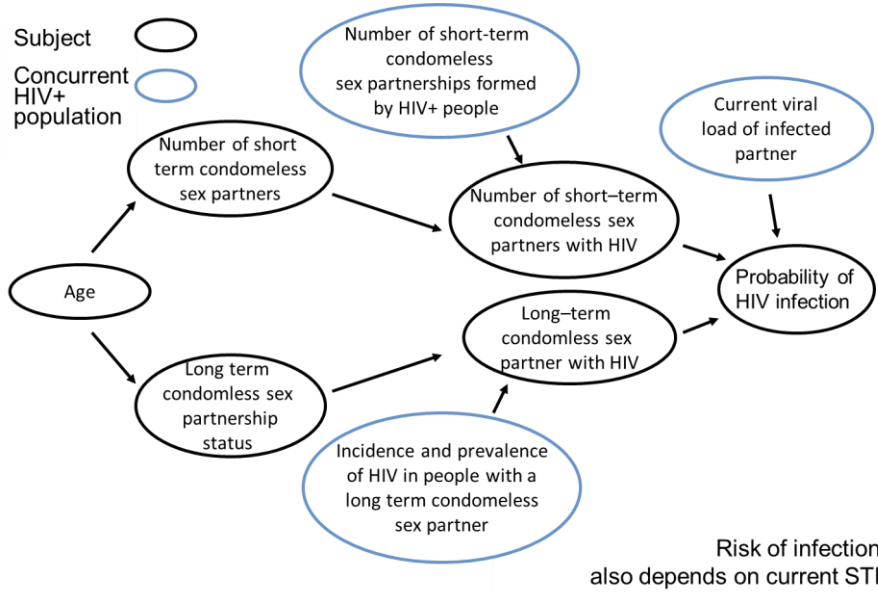 Subject
Concurrent
HIV+
population
Number of short-term
condomeless
sex partnerships formed
by HIV+ people
Current viral
load of infected
partner
Number of short
term condomeless
sex partners
Number of short–term
condomeless sex
partners with HIV
Age
Probability of
HIV infection
Long–term
condomless sex
partner with HIV
Long term
condomless sex
partnership
status
Incidence and prevalence
of HIV in people with a
long term condomeless
sex partner
Risk of infection
also depends on current STI